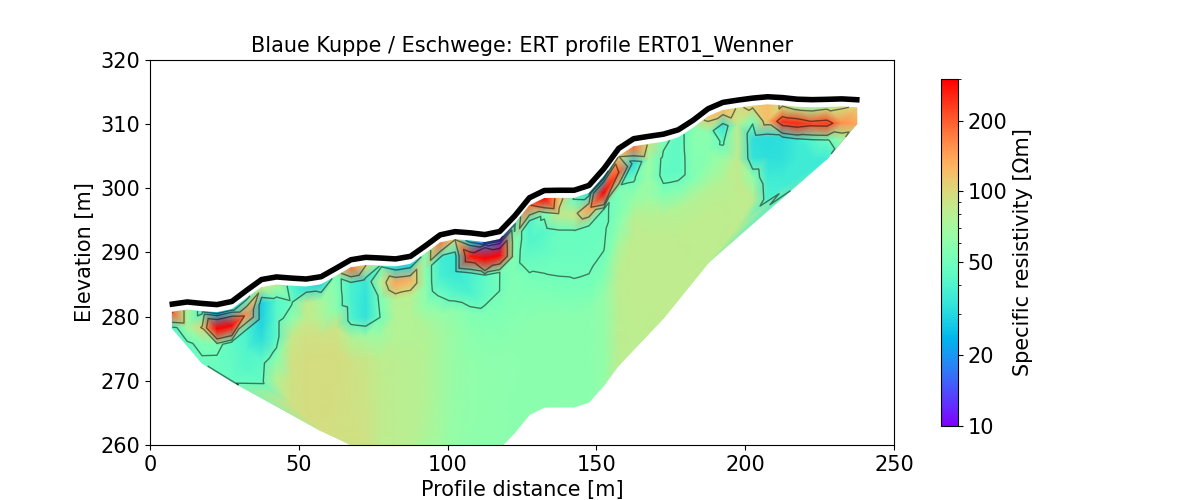 Blaue Kuppe / Eschwege: ERT profile ERT01_Wenner
320
310
300
290
280
270
260
Elevation [m]
0 50 100 150 200 250
Profile distance [m]
200
100
50
20
10
Specific resistivity [Ωm]